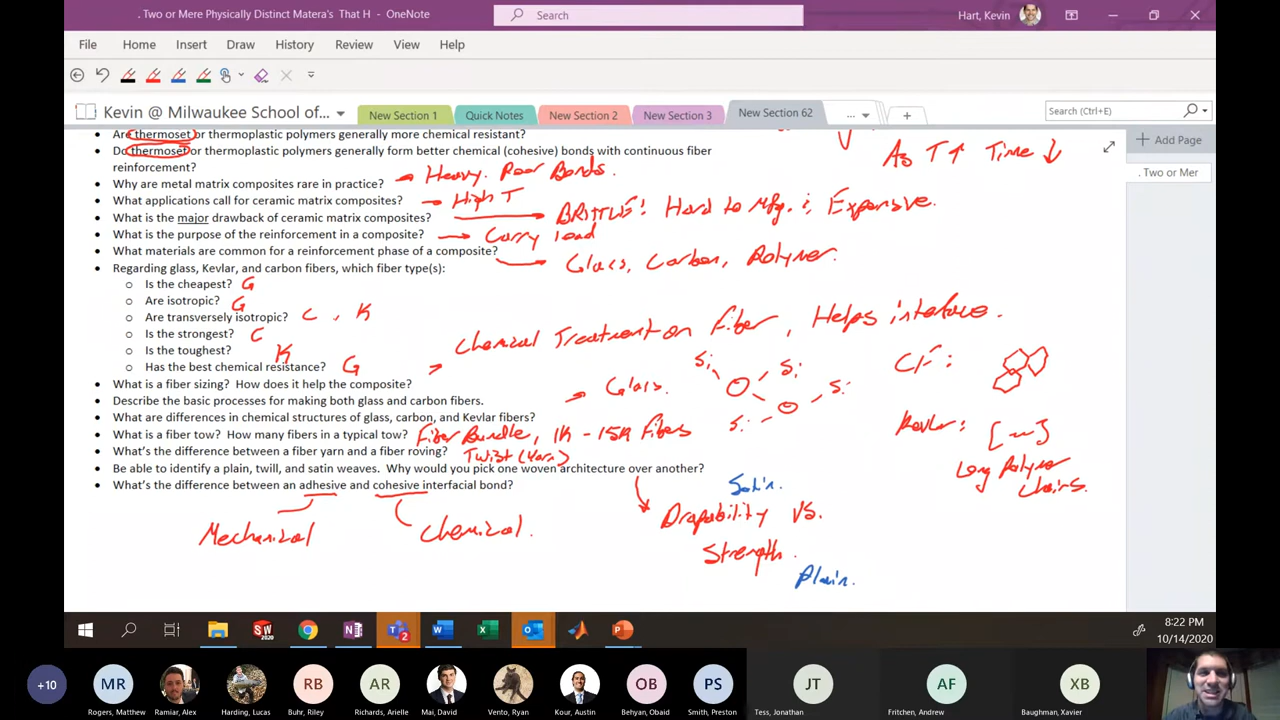 . Two or Mere Physically Distinct Matera's That H - OneNote
Search
Hart, Kevin
File Home Insert Draw History Review View Help
Kevin @ Milwaukee School of...
New Section 1
Quick Notes
New Section 2
New Section 3
New Section 62
...
Search (Ctrl+E)
Add Page
. Two or Mer
• Are thermoset or thermoplastic polymers generally more chemical resistant?
As T↑ Time ↓
• Do thermoset or thermoplastic polymers generally form better chemical (cohesive) bonds with continuous fiber
reinforcement?
• Why are metal matrix composites rare in practice? → Heavy. Poor Bonds.
• What applications call for ceramic matrix composites? → High T
• What is the major drawback of ceramic matrix composites? → BRITTLE! Hard to Mfg. & Expensive.
• What is the purpose of the reinforcement in a composite? → Carry load
• What materials are common for a reinforcement phase of a composite? → Glass, Carbon, Polymer.
• Regarding glass, Kevlar, and carbon fibers, which fiber type(s):
o Is the cheapest? G
o Are isotropic? G
o Are transversely isotropic? C, K
o Is the strongest? C
o Is the toughest? K
o Has the best chemical resistance? G
→ Chemical Treatment on Fiber, Helps interface.
• What is a fiber sizing? How does it help the composite?
• Describe the basic processes for making both glass and carbon fibers.
• What are differences in chemical structures of glass, carbon, and Kevlar fibers?
→ Glass.
Si Si
Si Si
CF:
Kevlar: [~]
Long Polymer
Chains.
• What is a fiber tow? How many fibers in a typical tow? Fiber Bundle, 1K - 15K Fibers
• What's the difference between a fiber yarn and a fiber roving? Twist (Yarn)
• Be able to identify a plain, twill, and satin weaves. Why would you pick one woven architecture over another?
• What's the difference between an adhesive and cohesive interfacial bond?
Satin.
Drapability vs.
Strength.
Plain.
Mechanical
Chemical.
SW
2020
2
8:22 PM
10/14/2020
+10
MR
RB
AR
OB
PS
JT
AF
XB
Rogers, Matthew
Ramiar, Alex
Harding, Lucas
Buhr, Riley
Richards, Arielle
Mai, David
Vento, Ryan
Kour, Austin
Behyan, Obaid
Smith, Preston
Tess, Jonathan
Fritchen, Andrew
Baughman, Xavier